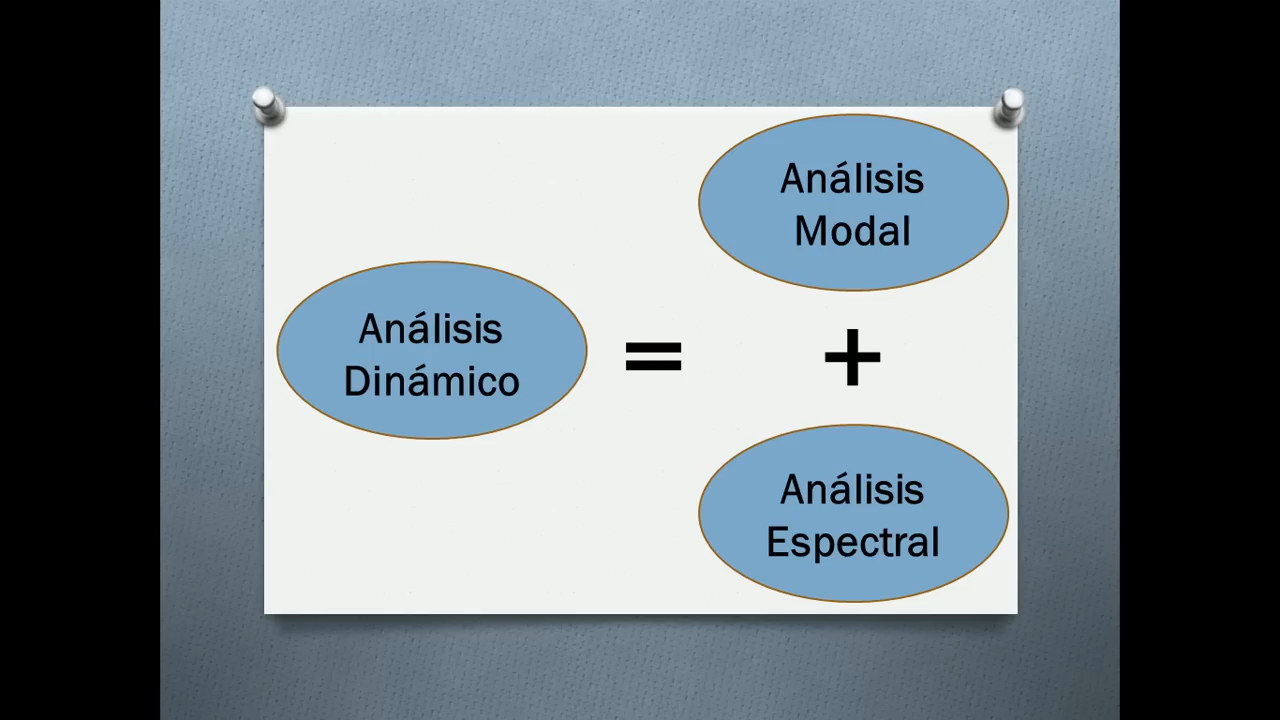 Análisis
Dinámico
=
Análisis
Modal
+
Análisis
Espectral